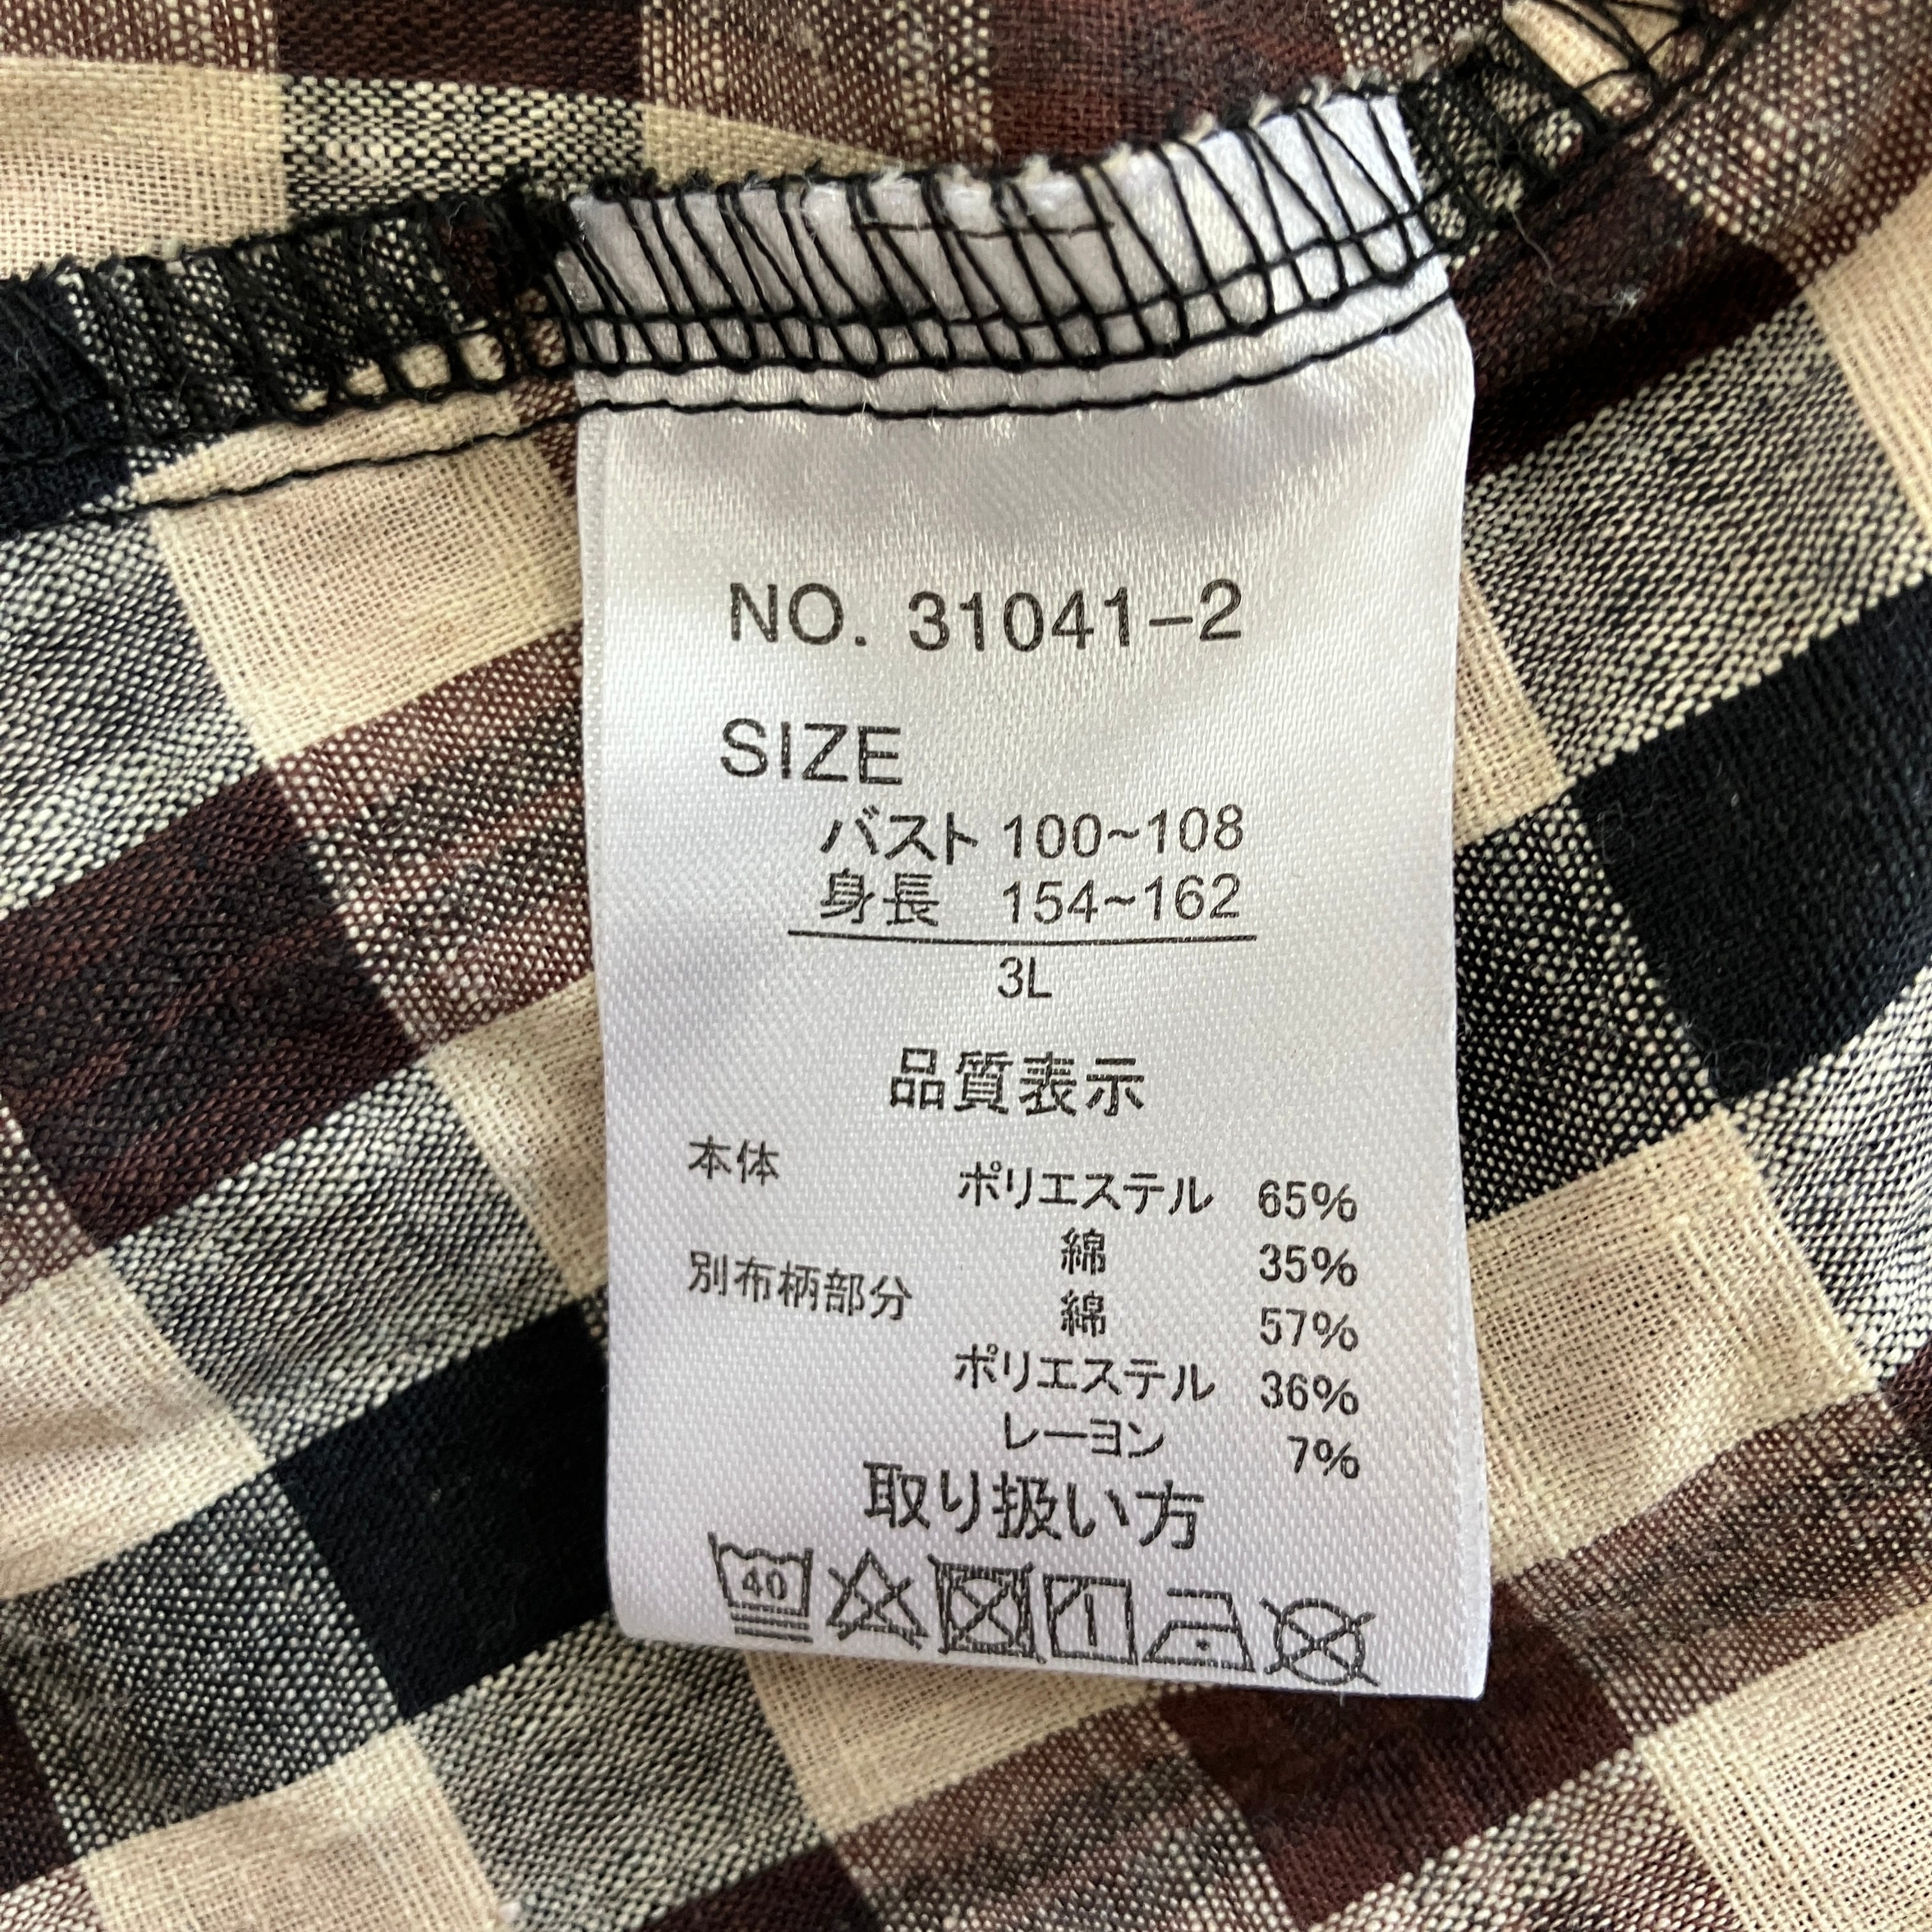 NO. 31041-2
SIZE
バスト 100~108
身長 154~162
3L
品質表示
本体 ポリエステル 65%
綿 35%
別布柄部分 綿 57%
ポリエステル 36%
レーヨン 7%
取り扱い方
40